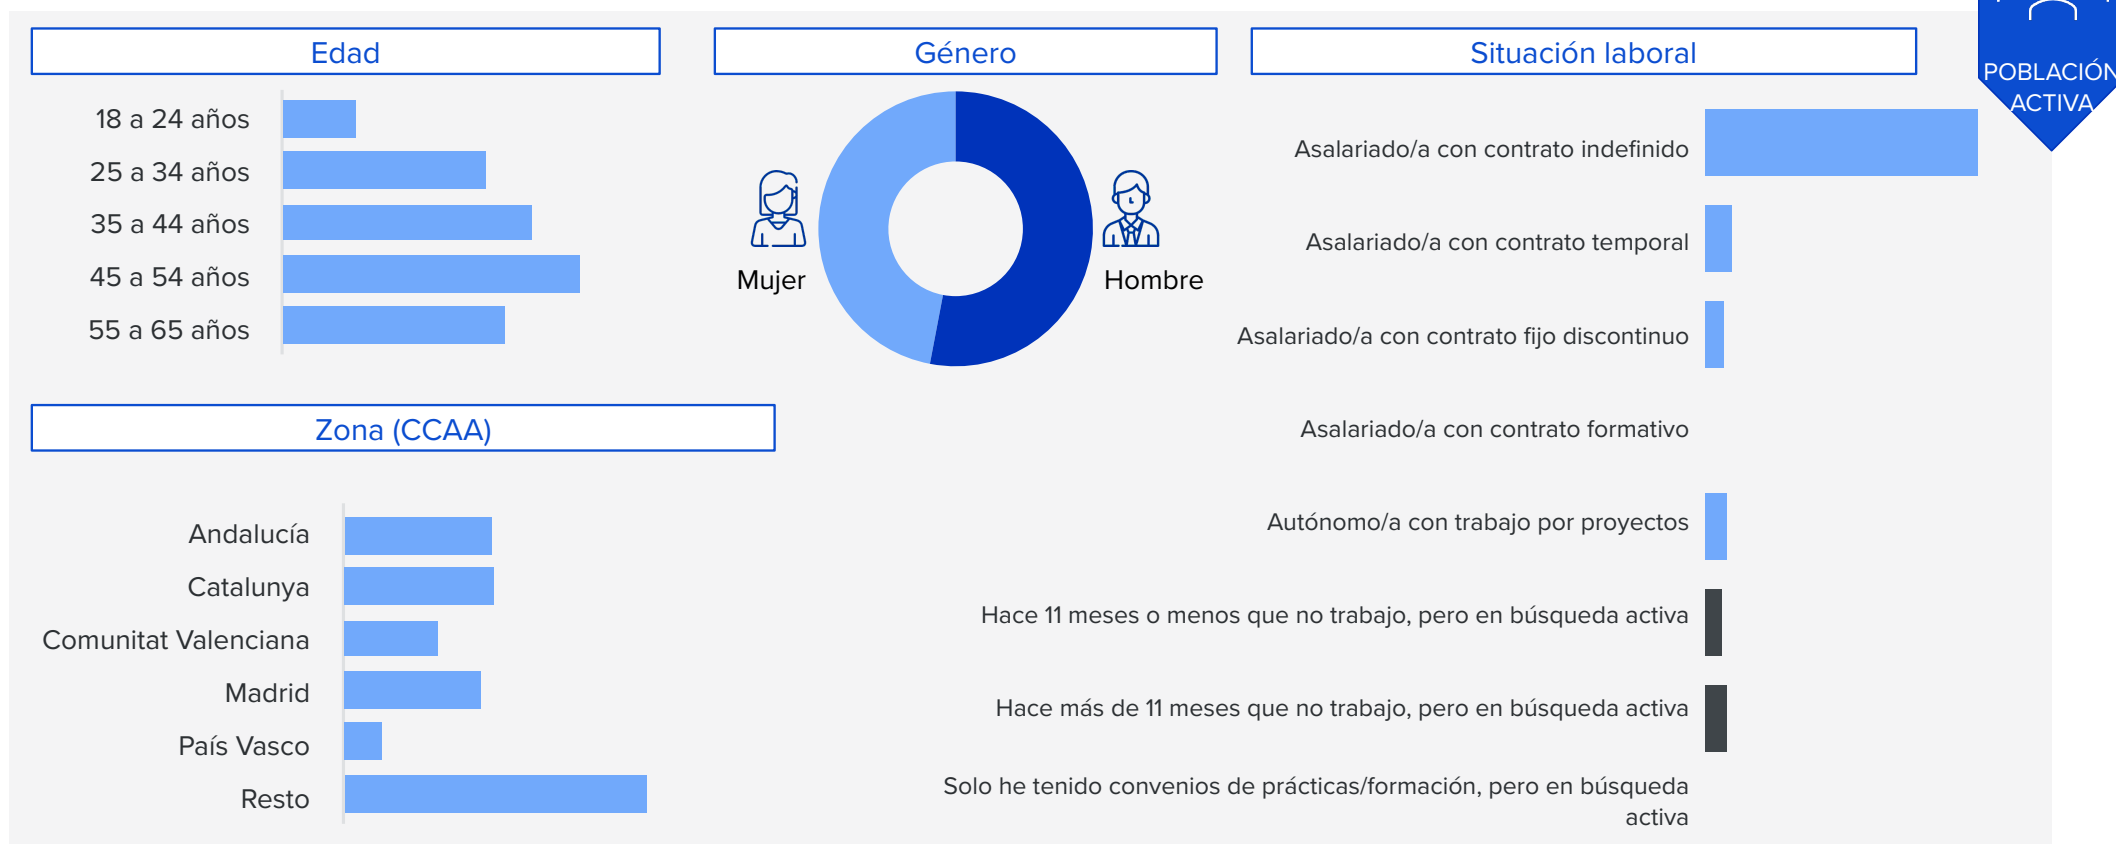 Edad
18 a 24 años
25 a 34 años
35 a 44 años
45 a 54 años
55 a 65 años
Género
Mujer
Hombre
Zona (CCAA)
Andalucía
Catalunya
Comunitat Valenciana
Madrid
País Vasco
Resto
Situación laboral
Asalariado/a con contrato indefinido
Asalariado/a con contrato temporal
Asalariado/a con contrato fijo discontinuo
Asalariado/a con contrato formativo
Autónomo/a con trabajo por proyectos
Hace 11 meses o menos que no trabajo, pero en búsqueda activa
Hace más de 11 meses que no trabajo, pero en búsqueda activa
Solo he tenido convenios de prácticas/formación, pero en búsqueda
activa
POBLACIÓN
ACTIVA